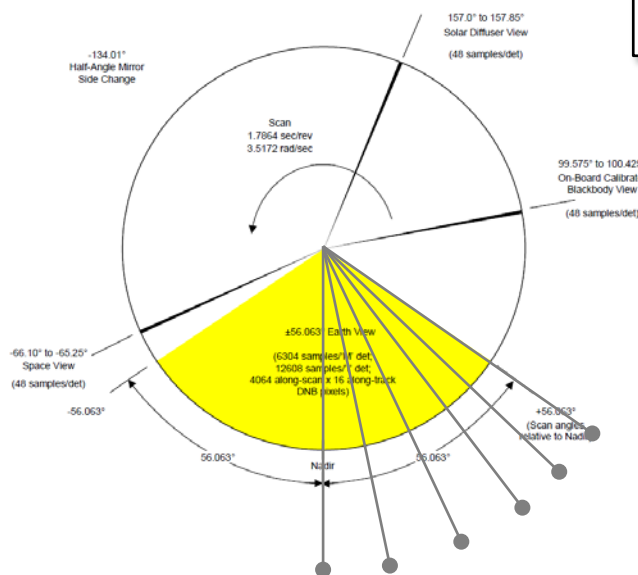 157.0° to 157.85°
Solar Diffuser View
(48 samples/det)
-134.01°
Half-Angle Mirror
Side Change
Scan
1.7864 sec/rev
3.5172 rad/sec
99.575° to 100.425
On-Board Calibrat
Blackbody View
(48 samples/det)
-66.10° to -65.25°
Space View
(48 samples/det)
±56.063° Earth View
(6304 samples/'M' det;
12608 samples/'I' det;
4064 along-scan x 16 along-track
DNB pixels)
-56.063°
+56.063°
(Scan angles
relative to Nadir
56.063°
56.063°
Nadir